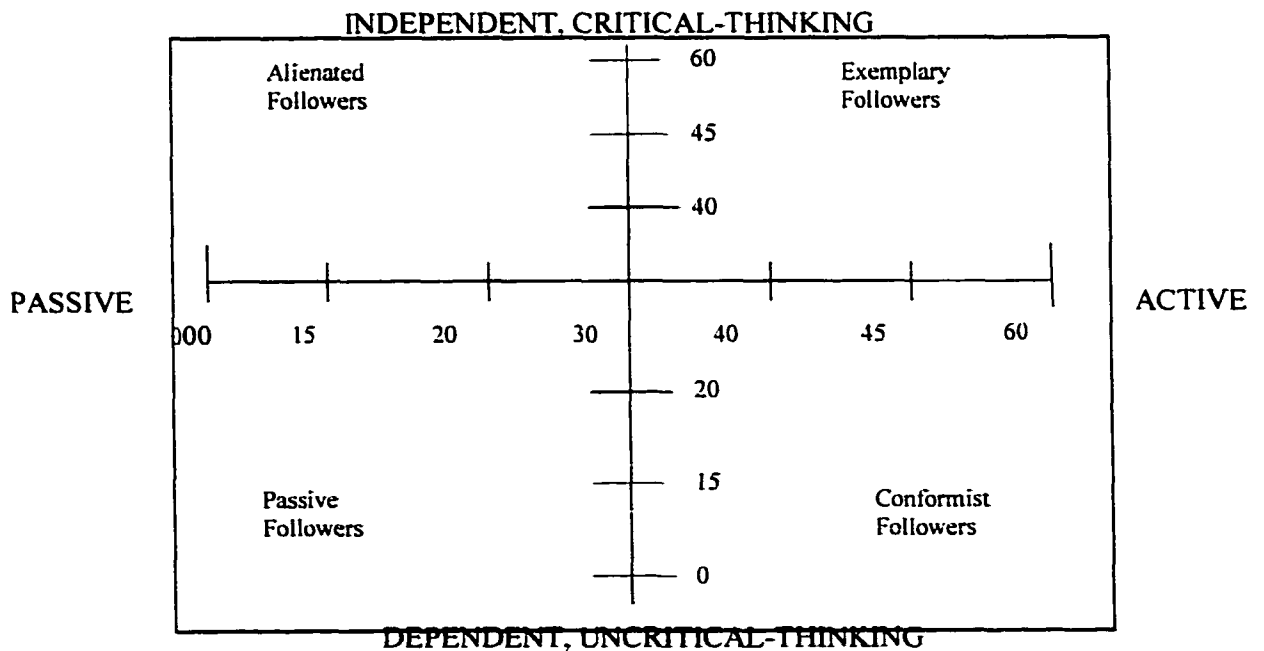 INDEPENDENT, CRITICAL-THINKING
60
Alienated
Followers
Exemplary
Followers
45
40
PASSIVE
ACTIVE
000 15 20 30 40 45 60
20
15
Passive
Followers
Conformist
Followers
0
DEPENDENT, UNCRITICAL-THINKING